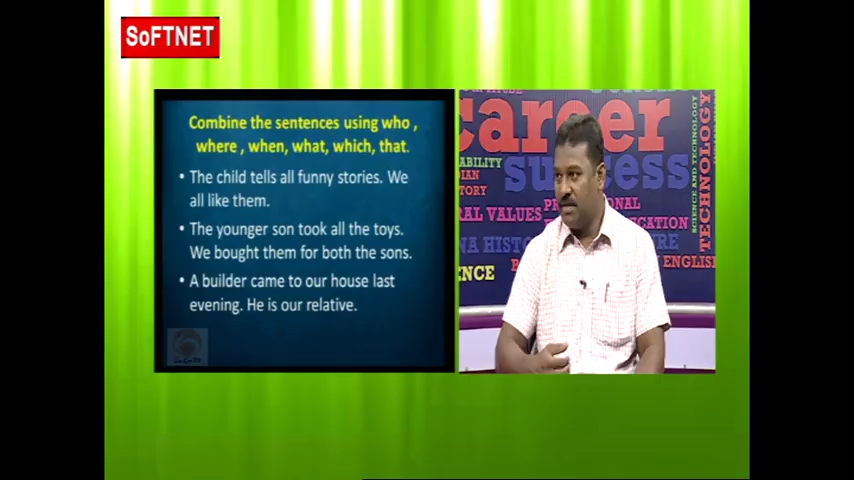 SoFTNET
Combine the sentences using who ,
where , when, what, which, that.
• The child tells all funny stories. We
all like them.
• The younger son took all the toys.
We bought them for both the sons.
• A builder came to our house last
evening. He is our relative.
career
success
ABILITY
VALUES
TECHNOLOGY
SCIENCE AND TECHNOLOGY
ENGLISH